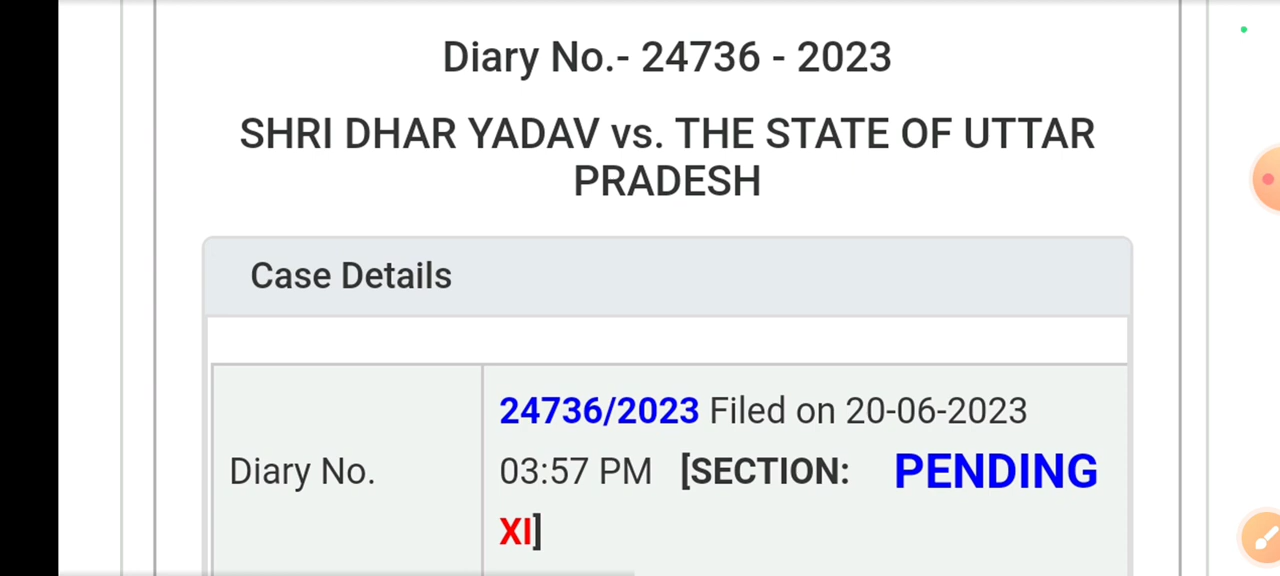 Diary No.- 24736 - 2023
SHRI DHAR YADAV vs. THE STATE OF UTTAR
PRADESH
Case Details
Diary No.
24736/2023 Filed on 20-06-2023
03:57 PM [SECTION: PENDING
XI]